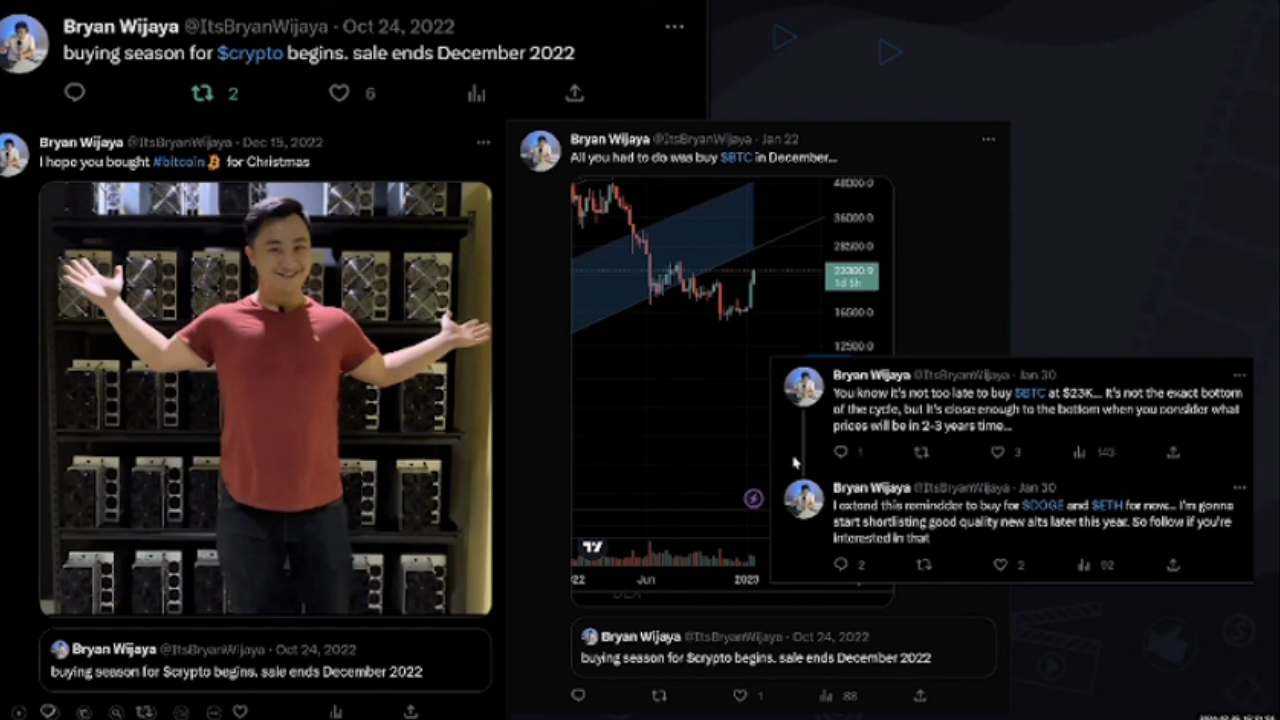 Bryan Wijaya @ItsBryanWijaya · Oct 24, 2022
buying season for $crypto begins. sale ends December 2022
2
6
Bryan Wijaya @ItsBryanWijaya · Dec 15, 2022
I hope you bought #bitcoin for Christmas
Bryan Wijaya @ItsBryanWijaya · Oct 24, 2022
buying season for $crypto begins. sale ends December 2022
Bryan Wijaya @ItsBryanWijaya · Jan 22
All you had to do was buy $BTC in December...
48000.0
36000.0
28500.0
23300.9
1d 5h
16500.0
12500.0
22 Jun 2023
Bryan Wijaya @ItsBryanWijaya · Oct 24, 2022
buying season for $crypto begins. sale ends December 2022
1
88
Bryan Wijaya @ItsBryanWijaya · Jan 30
You know it's not too late to buy $BTC at $23K.... It's not the exact bottom
of the cycle, but it's close enough to the bottom when you consider what
prices will be in 2-3 years time...
1
3
143
Bryan Wijaya @ItsBryanWijaya · Jan 30
I extend this remindder to buy for $DOGE and $ETH for now... I'm gonna
start shortlisting good quality new alts later this year. So follow if you're
interested in that
2
2
92